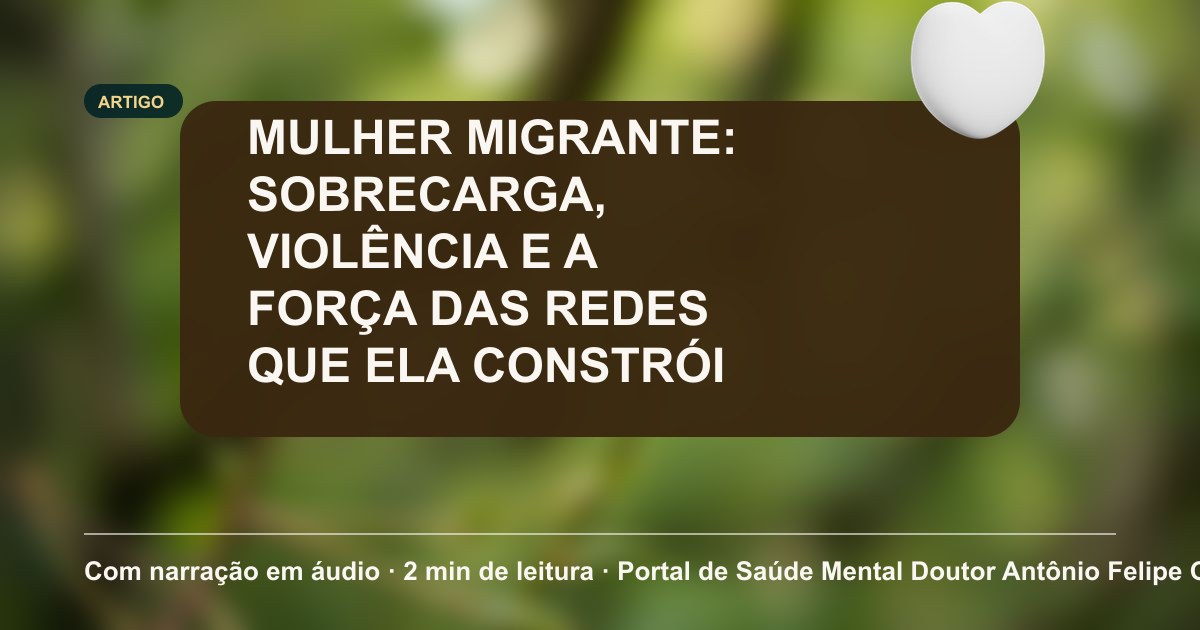 ARTIGO
MULHER MIGRANTE:
SOBRECARGA,
VIOLÊNCIA E A
FORÇA DAS REDES
QUE ELA CONSTRÓI
Com narração em áudio · 2 min de leitura · Portal de Saúde Mental Doutor Antônio Felipe